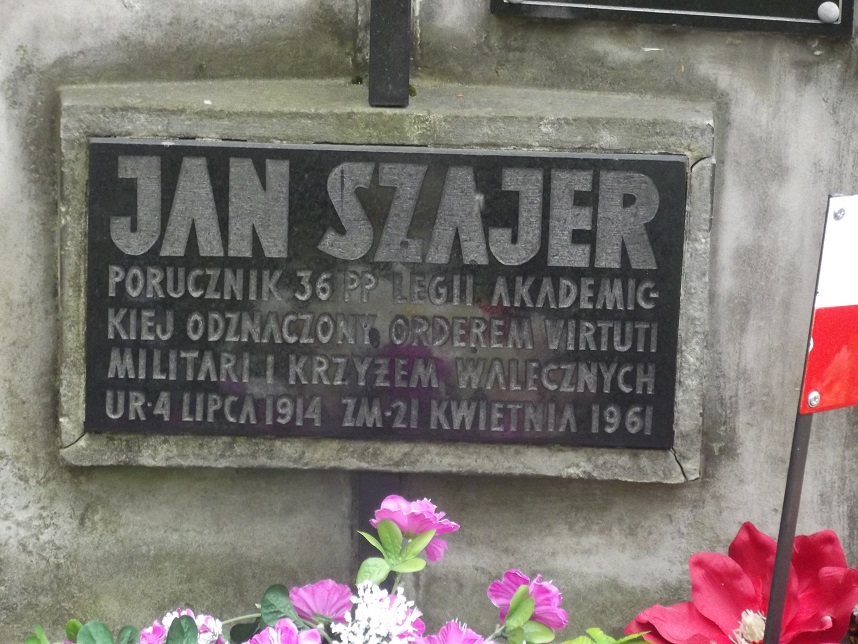 JAN SZAJER
PORUCZNIK 36 PP LEGII AKADEMIC-
KIEJ ODZNACZONY ORDEREM VIRTUTI
MILITARI I KRZYŻEM WALECZNYCH
UR·4 LIPCA 1914 ZM·21 KWIETNIA 1961